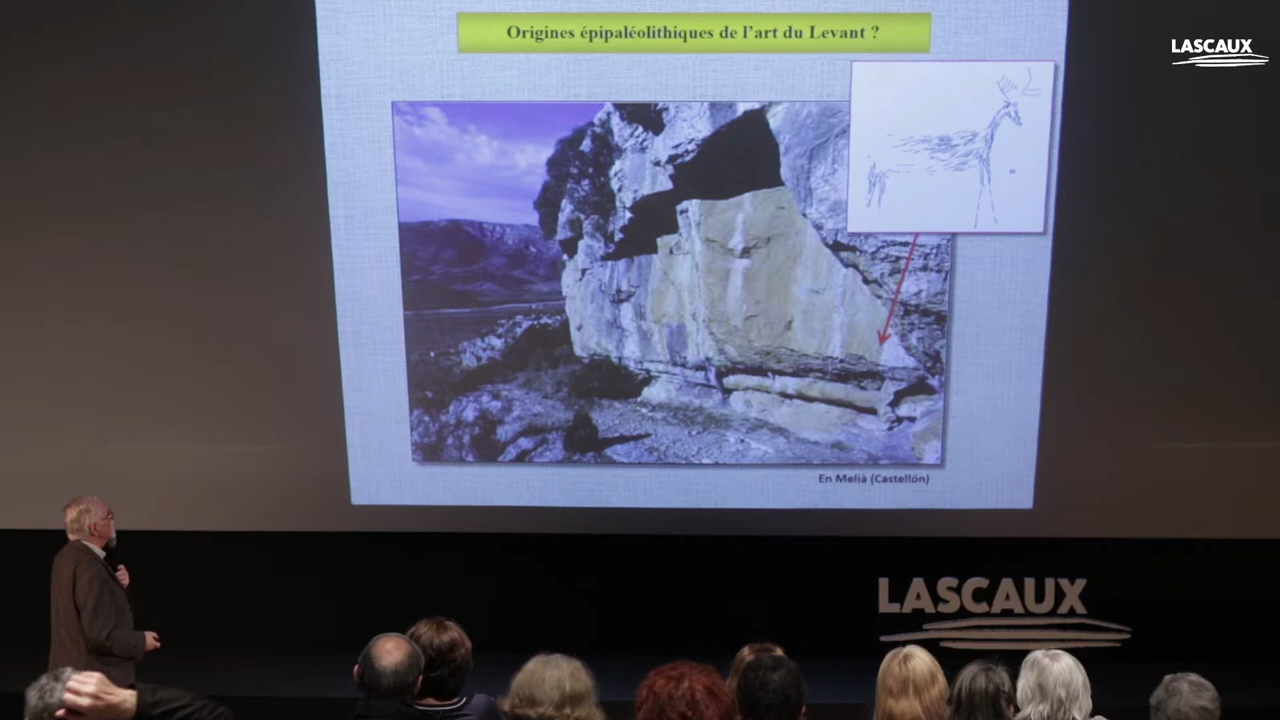 Origines épipaléolithiques de l'art du Levant ?
LASCAUX
En Melià (Castellón)
LASCAUX